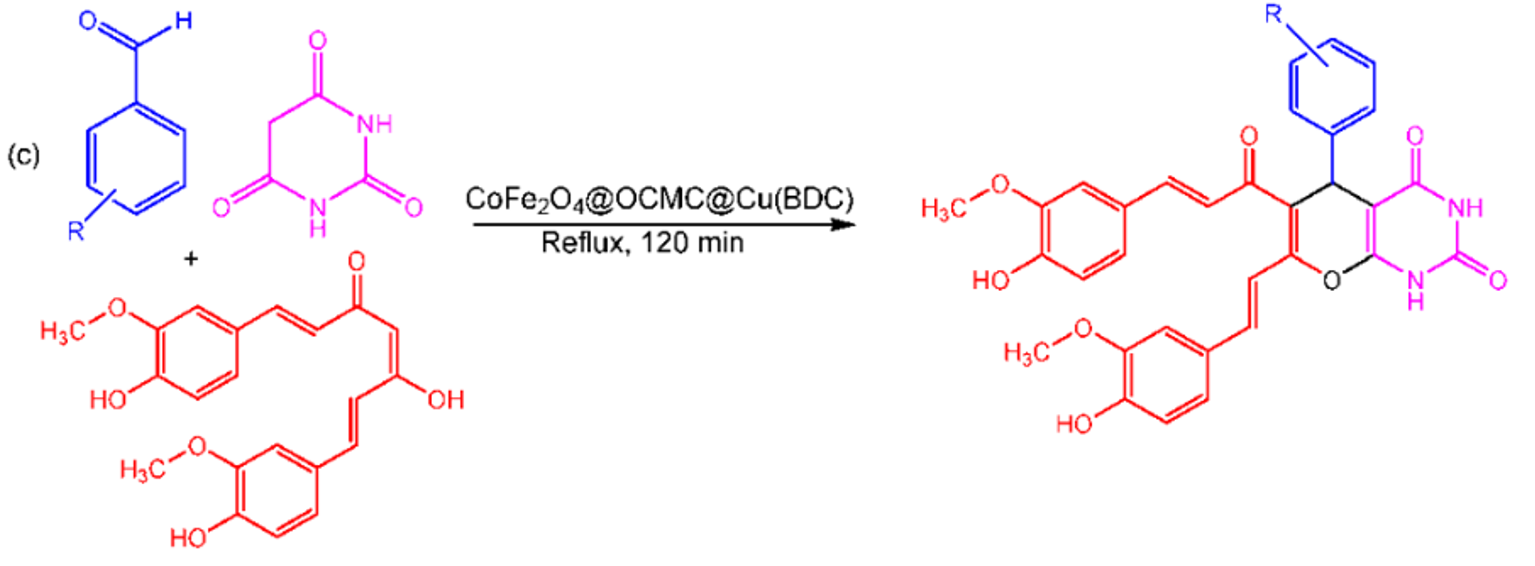 (c)
O H
R
O
NH
O N H O
+
O
H3C O
HO
OH
H3C O
HO
CoFe2O4@OCMC@Cu(BDC)
Reflux, 120 min
R
O O
H3C O
HO
NH
O N H O
H3C O
HO